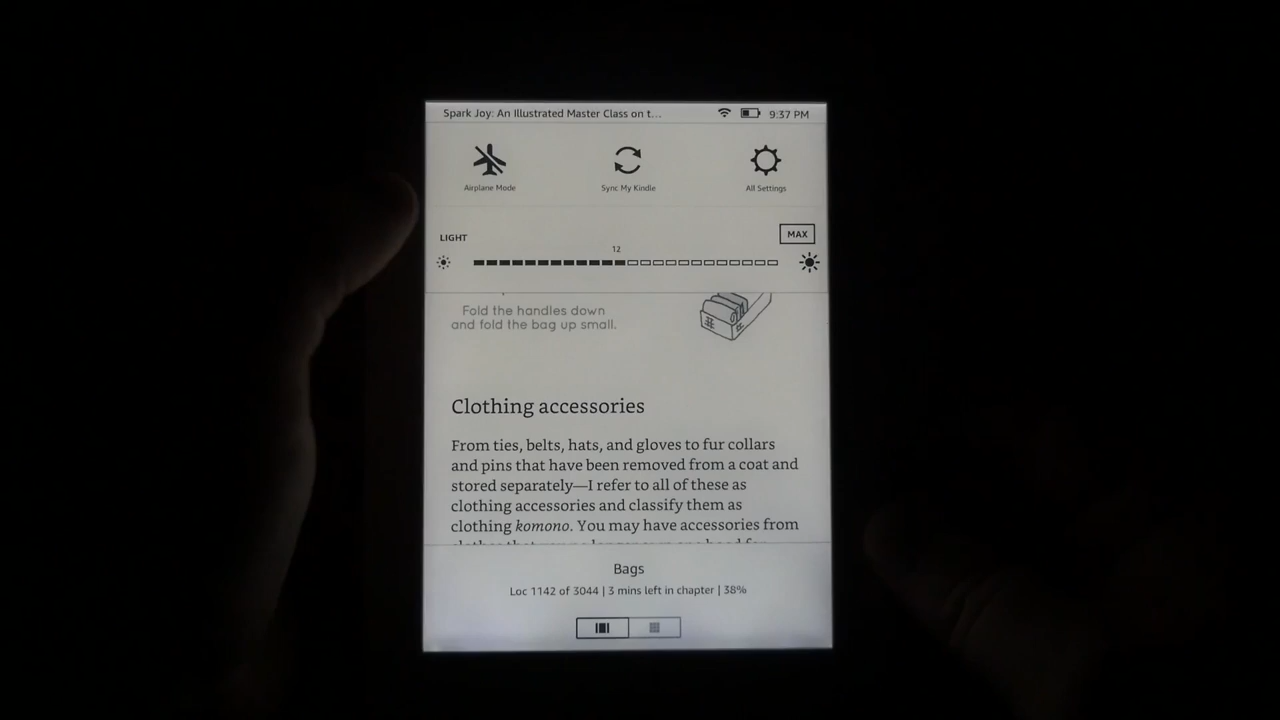 Spark Joy: An Illustrated Master Class on t... 9:37 PM
Airplane Mode Sync My Kindle All Settings
LIGHT MAX
12
Fold the handles down
and fold the bag up small.
Clothing accessories
From ties, belts, hats, and gloves to fur collars
and pins that have been removed from a coat and
stored separately—I refer to all of these as
clothing accessories and classify them as
clothing komono. You may have accessories from
Bags
Loc 1142 of 3044 | 3 mins left in chapter | 38%